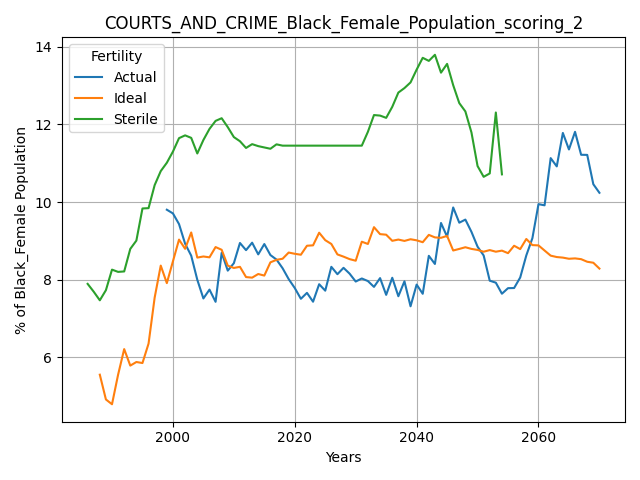 COURTS_AND_CRIME_Black_Female_Population_scoring_2
Fertility
Actual
Ideal
Sterile
% of Black_Female Population
14
12
10
8
6
2000
2020
2040
2060
Years